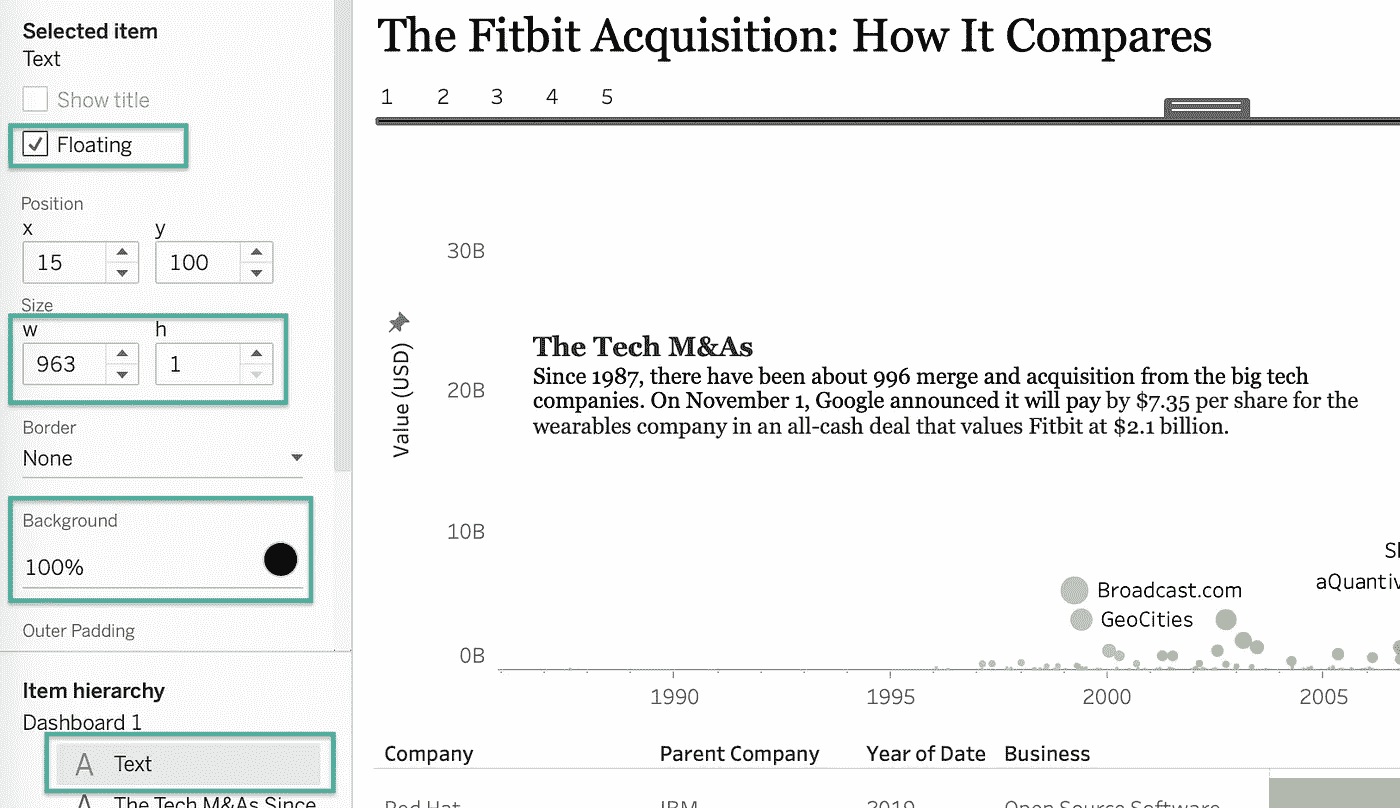 Selected item
Text
Show title
Floating
Position
x y
15 100
Size
w h
963 1
Border
None
Background
100%
Outer Padding
Item hierarchy
Dashboard 1
A Text
A The Tech M&As Since
The Fitbit Acquisition: How It Compares
1 2 3 4 5
30B
20B
10B
0B
Value (USD)
The Tech M&As
Since 1987, there have been about 996 merge and acquisition from the big tech
companies. On November 1, Google announced it will pay by $7.35 per share for the
wearables company in an all-cash deal that values Fitbit at $2.1 billion.
aQuantiv
Broadcast.com
GeoCities
1990 1995 2000 2005
Company Parent Company Year of Date Business
Red Hat IBM 2019 Open Source Software